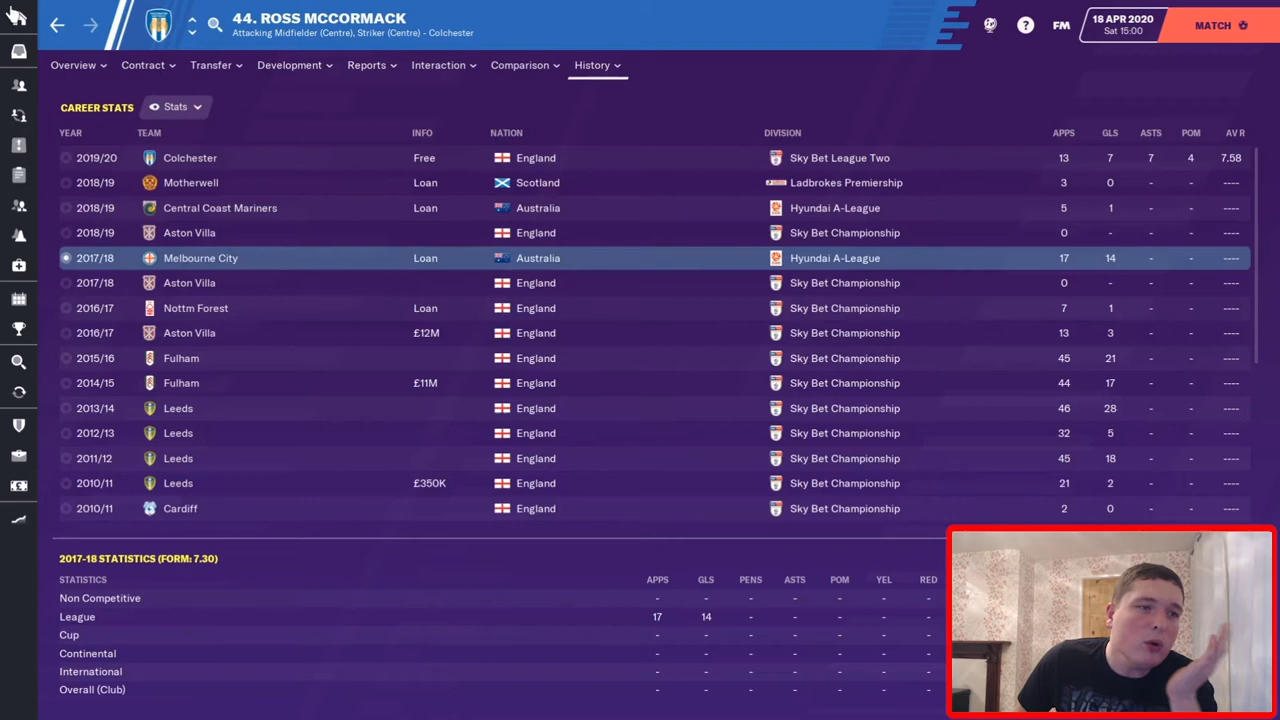 44. ROSS MCCORMACK
Attacking Midfielder (Centre), Striker (Centre) - Colchester
FM
18 APR 2020
Sat 15:00
MATCH
Overview Contract Transfer Development Reports Interaction Comparison History
CAREER STATS Stats
YEAR TEAM INFO NATION DIVISION APPS GLS ASTS POM AV R
2019/20 Colchester Free England Sky Bet League Two 13 7 7 4 7.58
2018/19 Motherwell Loan Scotland Ladbrokes Premiership 3 0 - - ----
2018/19 Central Coast Mariners Loan Australia Hyundai A-League 5 1 - - ----
2018/19 Aston Villa England Sky Bet Championship 0 - - - ----
2017/18 Melbourne City Loan Australia Hyundai A-League 17 14 - - ----
2017/18 Aston Villa England Sky Bet Championship 0 - - - ----
2016/17 Nottm Forest Loan England Sky Bet Championship 7 1 - - ----
2016/17 Aston Villa £12M England Sky Bet Championship 13 3 - - ----
2015/16 Fulham England Sky Bet Championship 45 21 - - ----
2014/15 Fulham £11M England Sky Bet Championship 44 17 - - ----
2013/14 Leeds England Sky Bet Championship 46 28 - - ----
2012/13 Leeds England Sky Bet Championship 32 5 - - ----
2011/12 Leeds England Sky Bet Championship 45 18 - - ----
2010/11 Leeds £350K England Sky Bet Championship 21 2 - - ----
2010/11 Cardiff England Sky Bet Championship 2 0 - - ----
2017-18 STATISTICS (FORM: 7.30)
STATISTICS APPS GLS PENS ASTS POM YEL RED
Non Competitive - - - - - - -
League 17 14 - - - - -
Cup - - - - - - -
Continental - - - - - - -
International - - - - - - -
Overall (Club) - - - - - - -